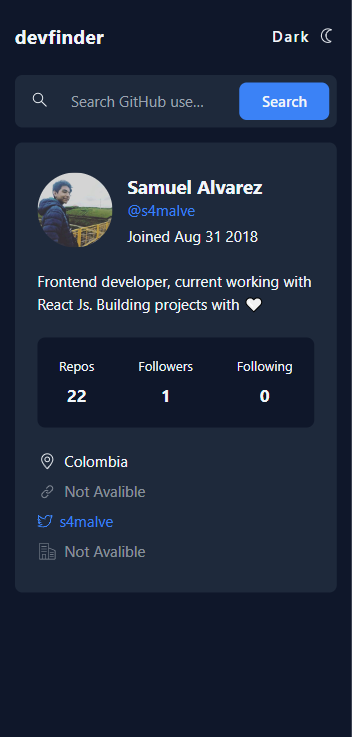 devfinder
Dark
Search GitHub use...
Search
Samuel Alvarez
@s4malve
Joined Aug 31 2018
Frontend developer, current working with
React Js. Building projects with 🤍
Repos Followers Following
22 1 0
Colombia
Not Avalible
s4malve
Not Avalible